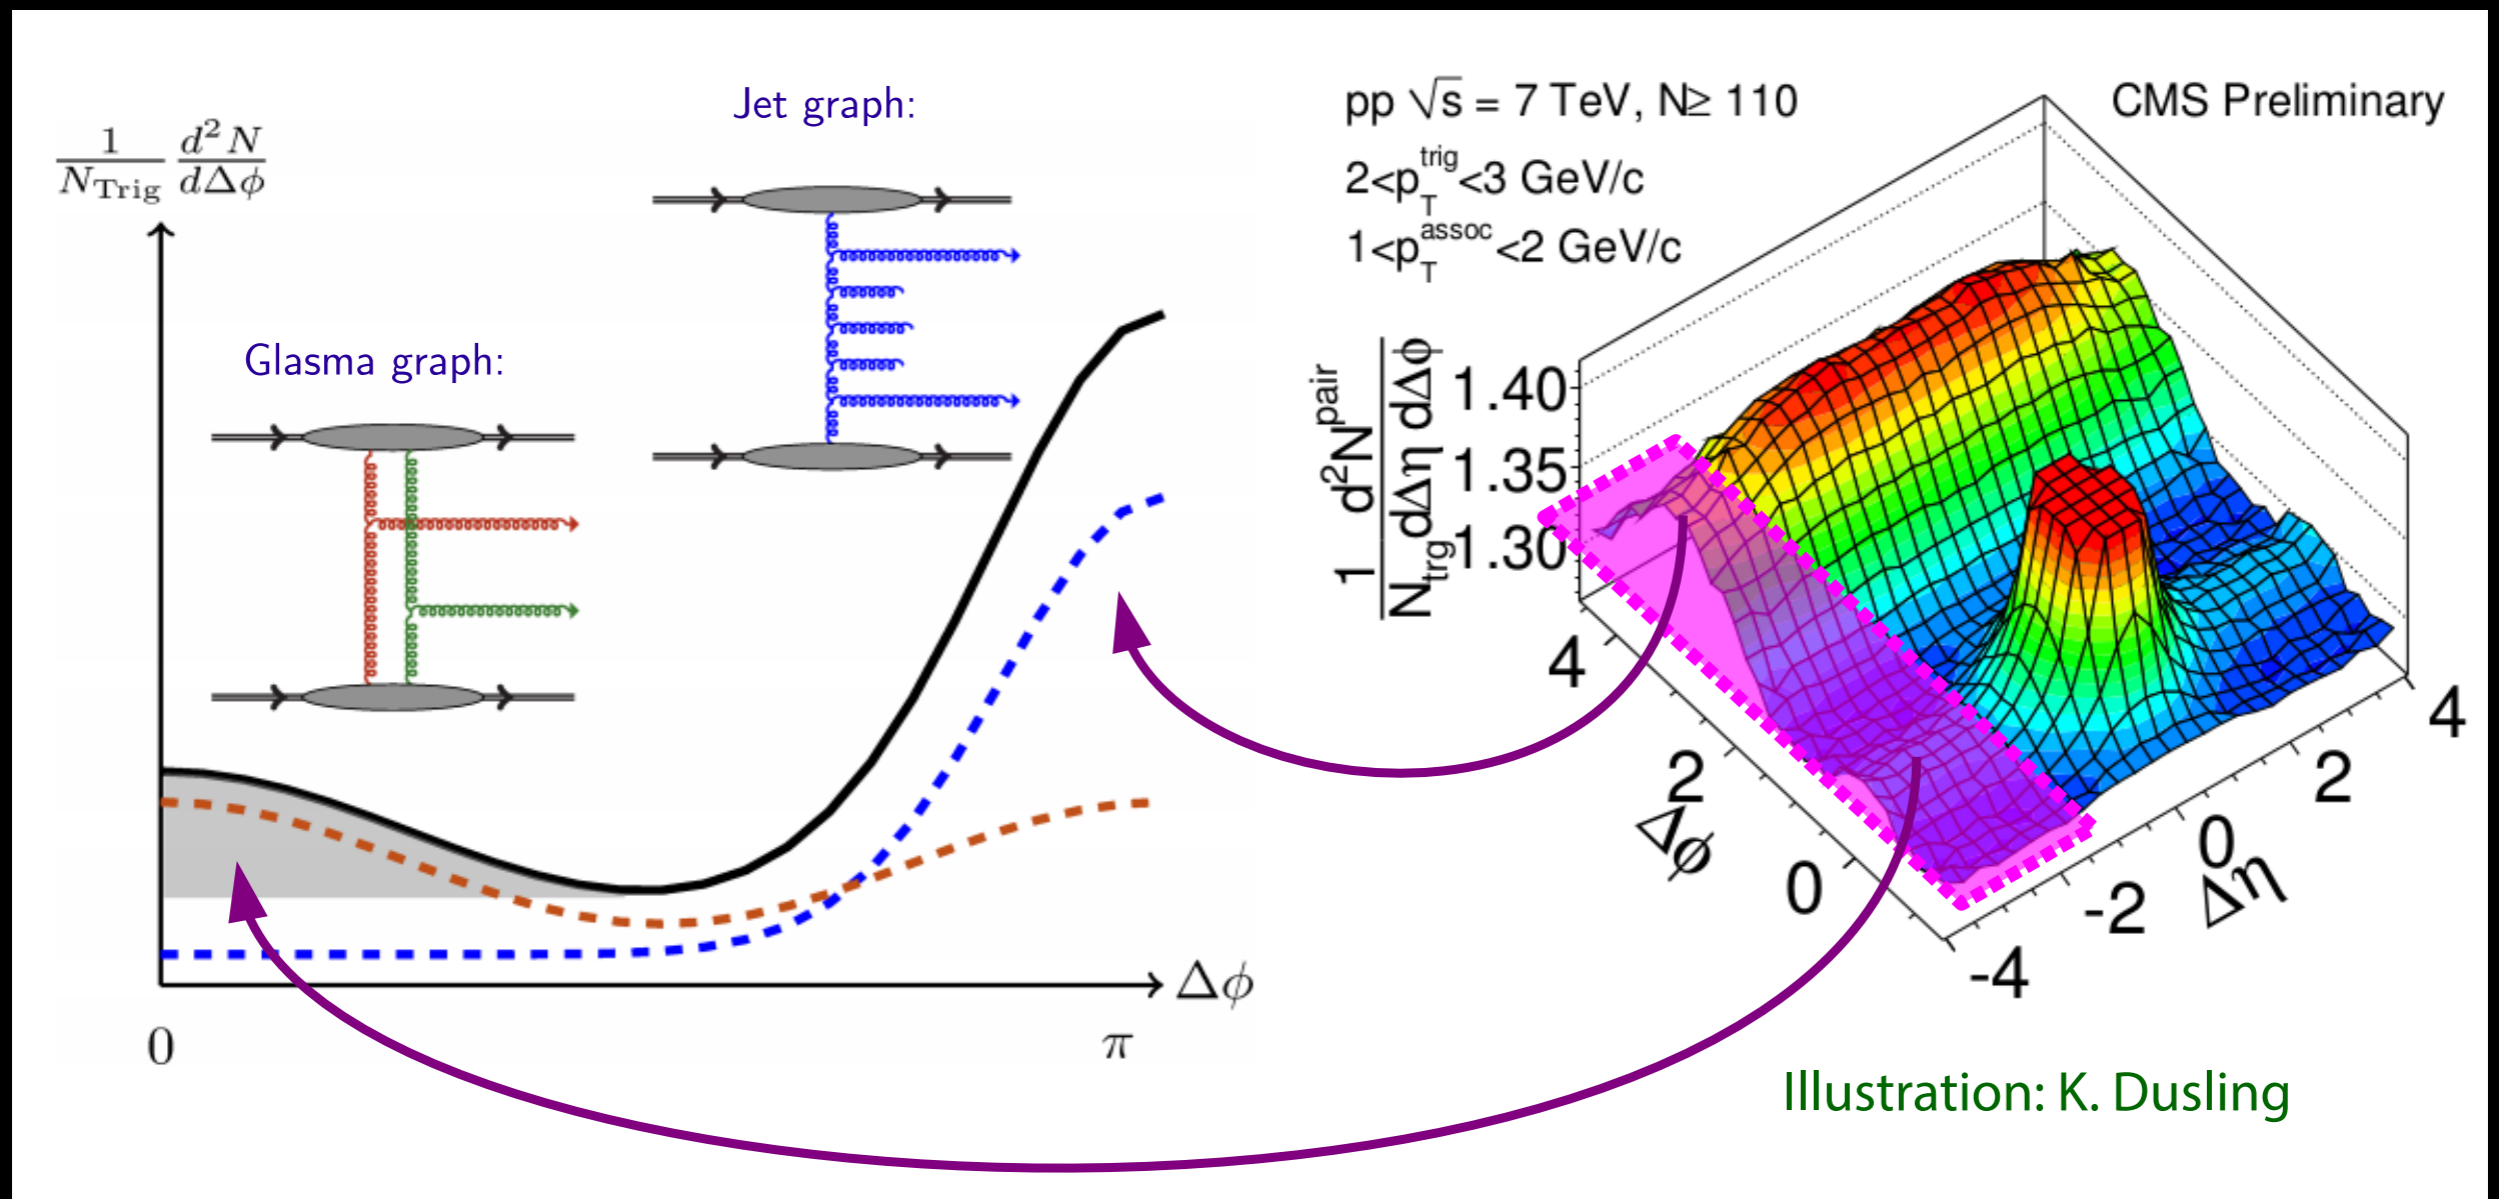 Jet graph:
1/N_Trig d²N/dΔϕ
Glasma graph:
0
π
Δϕ
pp √s = 7 TeV, N≥ 110
2<p_T^trig<3 GeV/c
1<p_T^assoc<2 GeV/c
CMS Preliminary
1/N_trg d²N^pair/dΔη dΔϕ
1.40
1.35
1.30
4
2
0
Δϕ
-4
-2
0
2
4
Δη
Illustration: K. Dusling